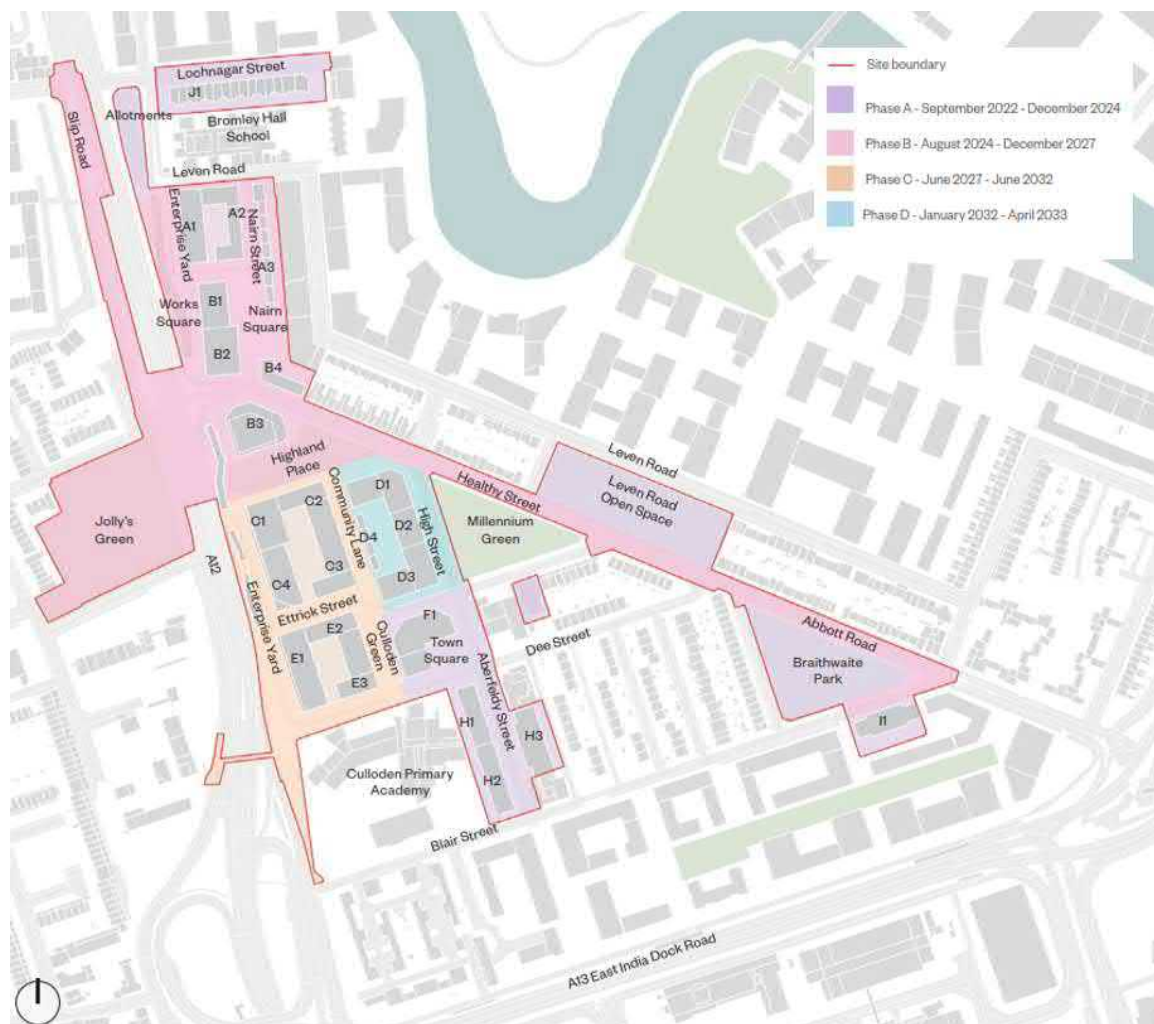 Site boundary
Phase A - September 2022 - December 2024
Phase B - August 2024 - December 2027
Phase C - June 2027 - June 2032
Phase D - January 2032 - April 2033
Lochnagar Street
J1
Allotments
Bromley Hall
School
Slip Road
Leven Road
Enterprise Yard
A1
A2
Nairn Street
A3
Works
Square
B1
Nairn
Square
B2
B4
B3
Highland
Place
Leven Road
Healthy Street
Leven Road
Open Space
Jolly's
Green
A12
C1
C2
Community Lane
D1
D2
High Street
Millennium
Green
D4
C3
D3
C4
Enterprise Yard
Ettrick Street
E2
E1
E3
Culloden
Green
F1
Town
Square
Aberfeldy Street
Dee Street
Abbott Road
Braithwaite
Park
I1
H1
H3
H2
Culloden Primary
Academy
Blair Street
A13 East India Dock Road